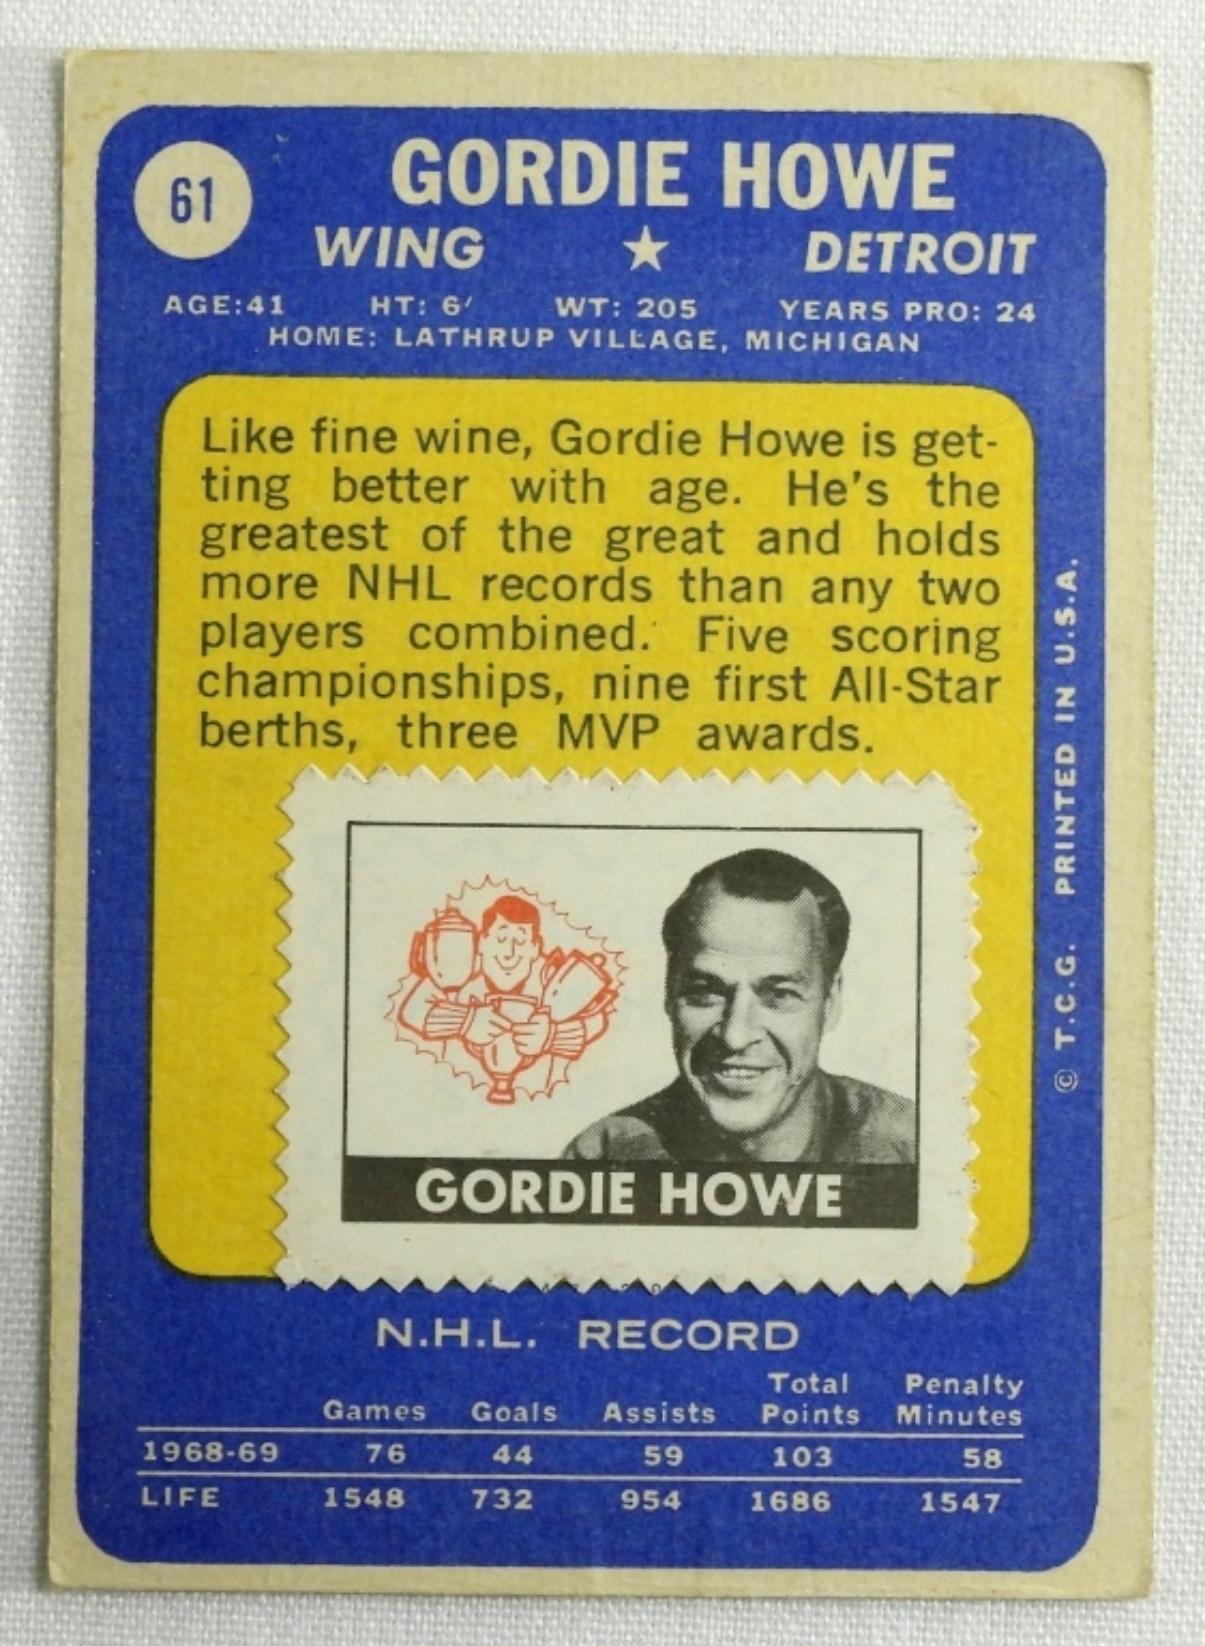 61
GORDIE HOWE
WING ★ DETROIT
AGE:41 HT: 6′ WT: 205 YEARS PRO: 24
HOME: LATHRUP VILLAGE, MICHIGAN
Like fine wine, Gordie Howe is get-
ting better with age. He's the
greatest of the great and holds
more NHL records than any two
players combined. Five scoring
championships, nine first All-Star
berths, three MVP awards.
GORDIE HOWE
© T.C.G. PRINTED IN U.S.A.
N.H.L. RECORD
Games Goals Assists Total Points Penalty Minutes
1968-69 76 44 59 103 58
LIFE 1548 732 954 1686 1547